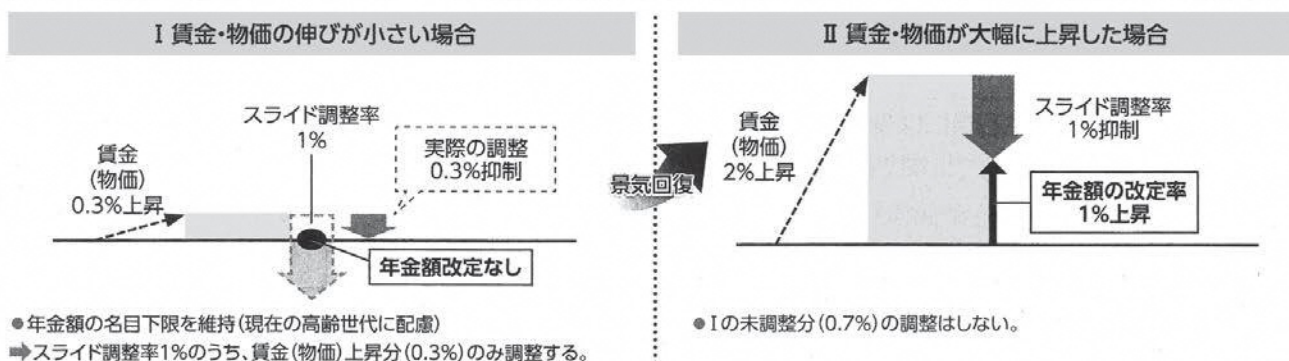 I 賃金・物価の伸びが小さい場合
スライド調整率
1%
賃金
(物価)
0.3%上昇
実際の調整
0.3%抑制
年金額改定なし
●年金額の名目下限を維持(現在の高齢世代に配慮)
➡スライド調整率1%のうち、賃金(物価)上昇分(0.3%)のみ調整する。
景気回復
II 賃金・物価が大幅に上昇した場合
賃金
(物価)
2%上昇
スライド調整率
1%抑制
年金額の改定率
1%上昇
●Iの未調整分(0.7%)の調整はしない。